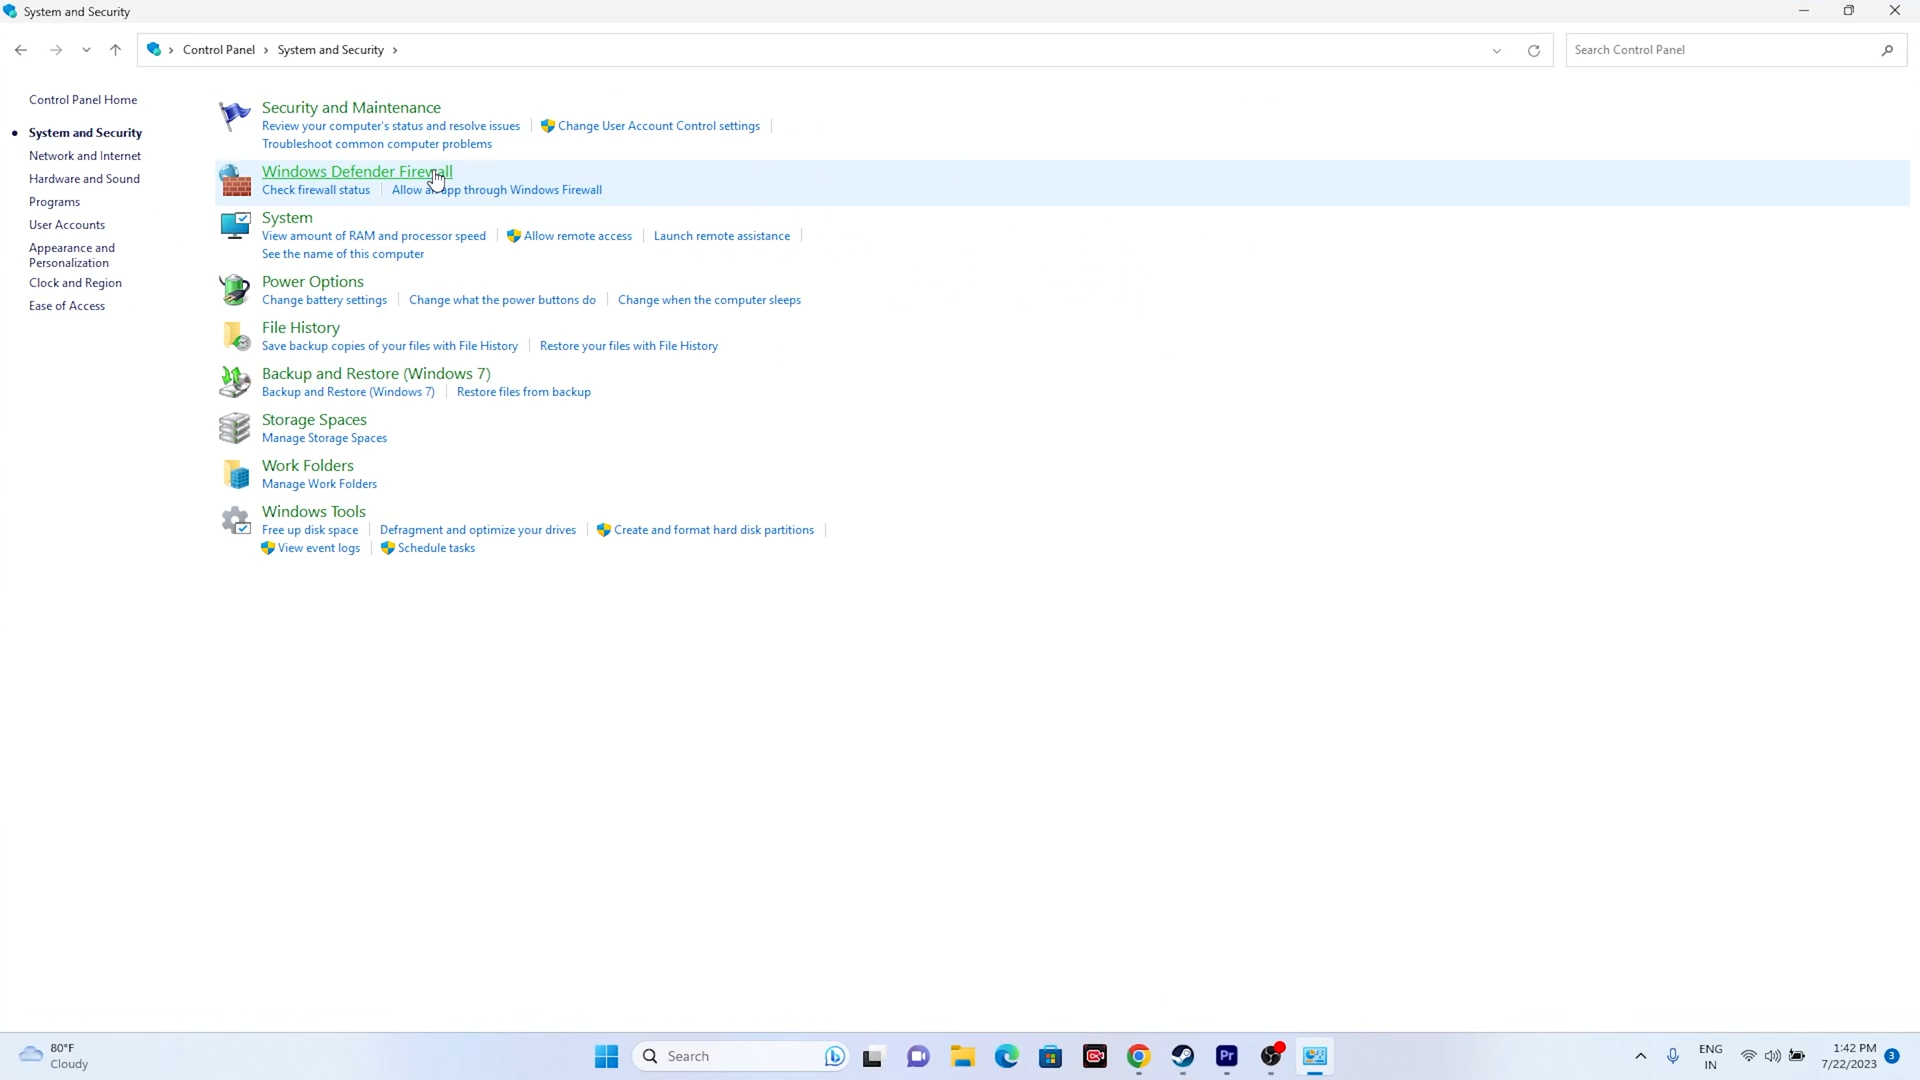 System and Security
Control Panel > System and Security >
Search Control Panel
Control Panel Home
System and Security
Network and Internet
Hardware and Sound
Programs
User Accounts
Appearance and
Personalization
Clock and Region
Ease of Access
Security and Maintenance
Review your computer's status and resolve issues | Change User Account Control settings |
Troubleshoot common computer problems
Windows Defender Firewall
Check firewall status | Allow an app through Windows Firewall
System
View amount of RAM and processor speed | Allow remote access | Launch remote assistance |
See the name of this computer
Power Options
Change battery settings | Change what the power buttons do | Change when the computer sleeps
File History
Save backup copies of your files with File History | Restore your files with File History
Backup and Restore (Windows 7)
Backup and Restore (Windows 7) | Restore files from backup
Storage Spaces
Manage Storage Spaces
Work Folders
Manage Work Folders
Windows Tools
Free up disk space | Defragment and optimize your drives | Create and format hard disk partitions |
View event logs | Schedule tasks
80°F
Cloudy
Search
Pr
ENG
IN
1:42 PM
7/22/2023
3